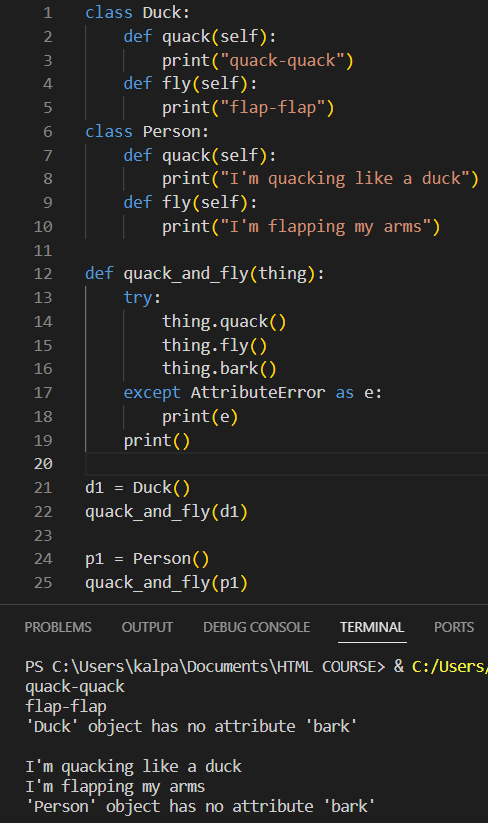 1 class Duck:
2     def quack(self):
3         print("quack-quack")
4     def fly(self):
5         print("flap-flap")
6 class Person:
7     def quack(self):
8         print("I'm quacking like a duck")
9     def fly(self):
10         print("I'm flapping my arms")
11
12 def quack_and_fly(thing):
13     try:
14         thing.quack()
15         thing.fly()
16         thing.bark()
17     except AttributeError as e:
18         print(e)
19     print()
20
21 d1 = Duck()
22 quack_and_fly(d1)
23
24 p1 = Person()
25 quack_and_fly(p1)
PROBLEMS OUTPUT DEBUG CONSOLE TERMINAL PORTS
PS C:\Users\kalpa\Documents\HTML COURSE> & C:/Users/
quack-quack
flap-flap
'Duck' object has no attribute 'bark'

I'm quacking like a duck
I'm flapping my arms
'Person' object has no attribute 'bark'